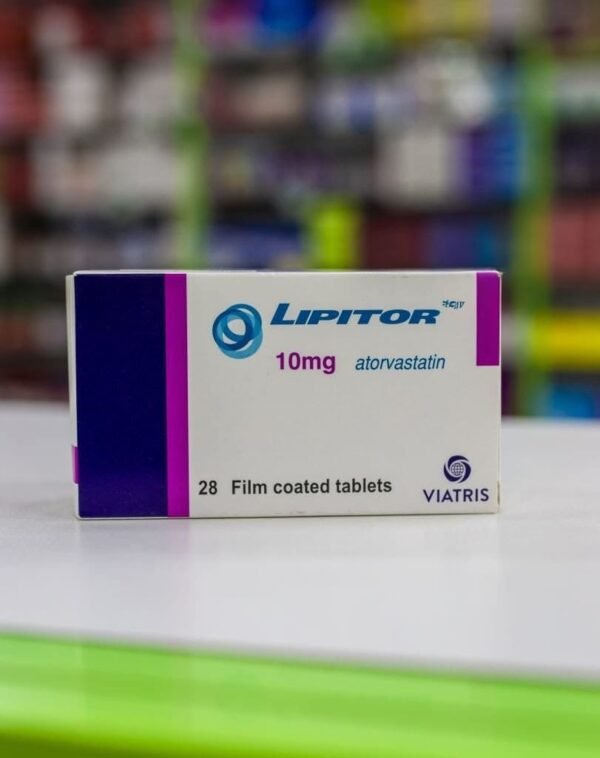 LIPITOR
10mg atorvastatin
28 Film coated tablets
VIATRIS